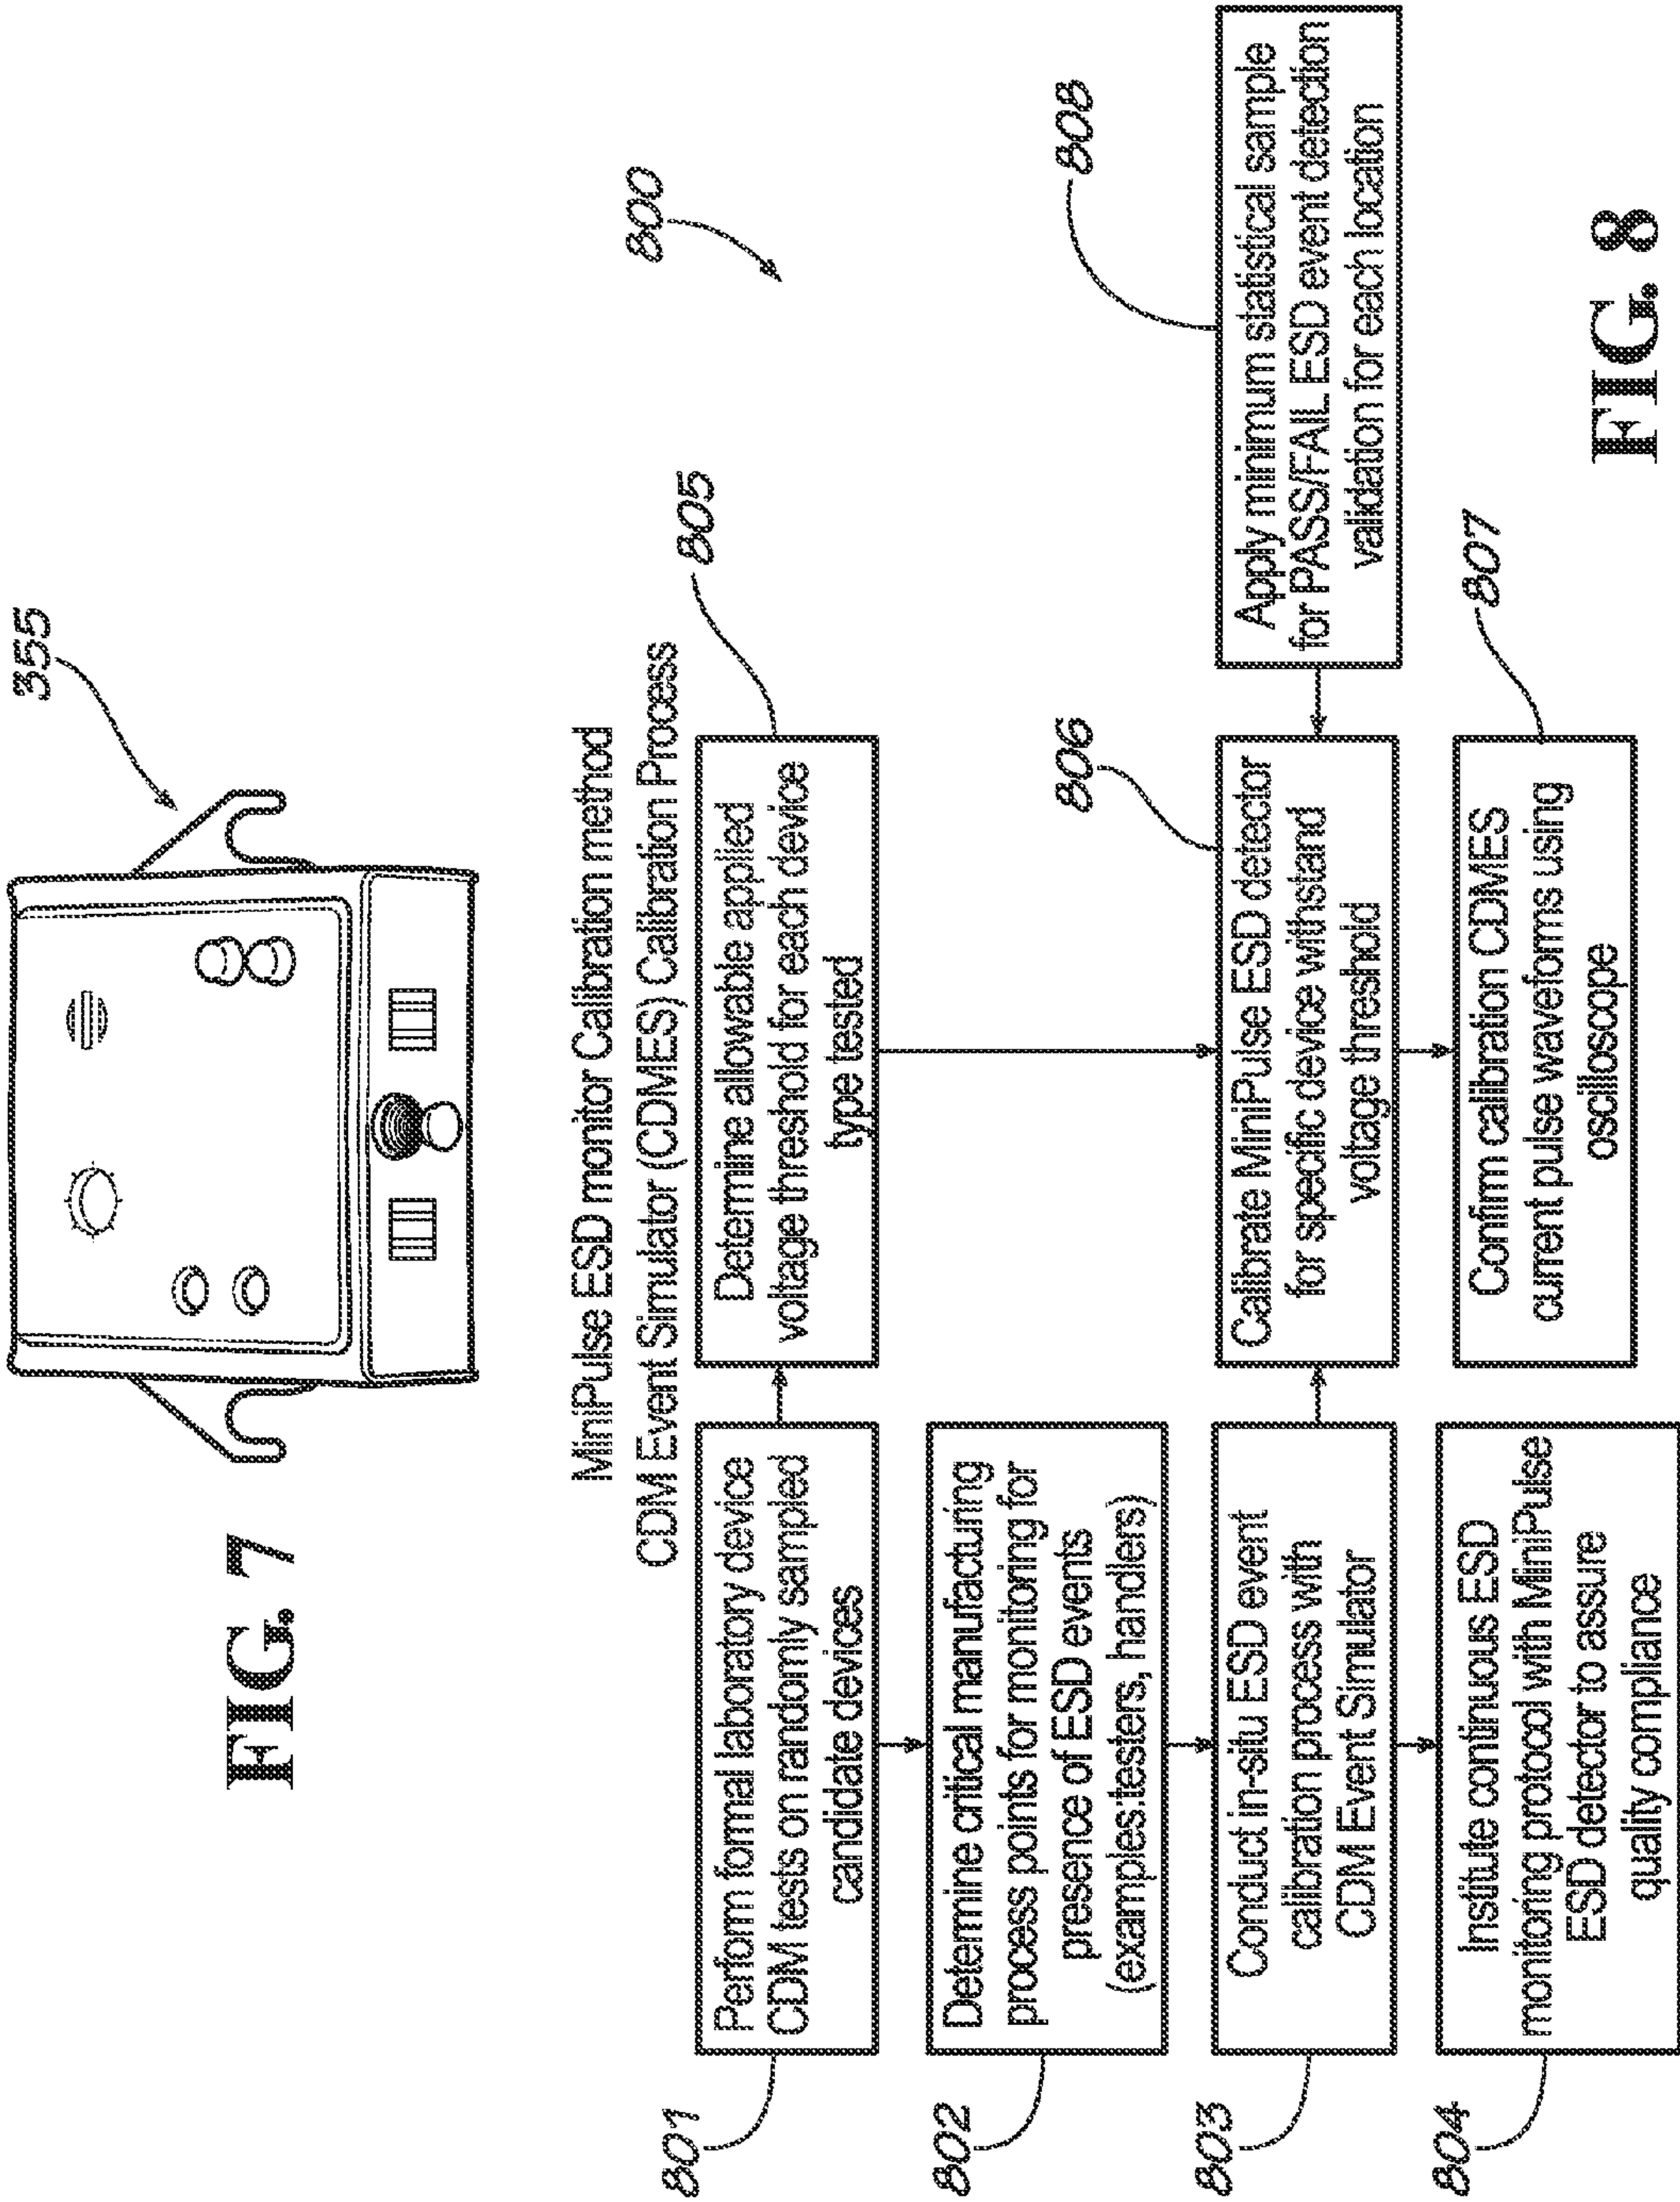 355
FIG. 7
MiniPulse ESD monitor Calibration method
CDM Event Simulator (CDMES) Calibration Process
800
801
Perform formal laboratory device
CDM tests on randomly sampled
candidate devices
805
Determine allowable applied
voltage threshold for each device
type tested
802
Determine critical manufacturing
process points for monitoring for
presence of ESD events
(examples:testers, handlers)
803
Conduct in-situ ESD event
calibration process with
CDM Event Simulator
806
Calibrate MiniPulse ESD detector
for specific device withstand
voltage threshold
808
Apply minimum statistical sample
for PASS/FAIL ESD event detection
validation for each location
804
Institute continuous ESD
monitoring protocol with MiniPulse
ESD detector to assure
quality compliance
807
Confirm calibration CDMES
current pulse waveforms using
oscilloscope
FIG. 8